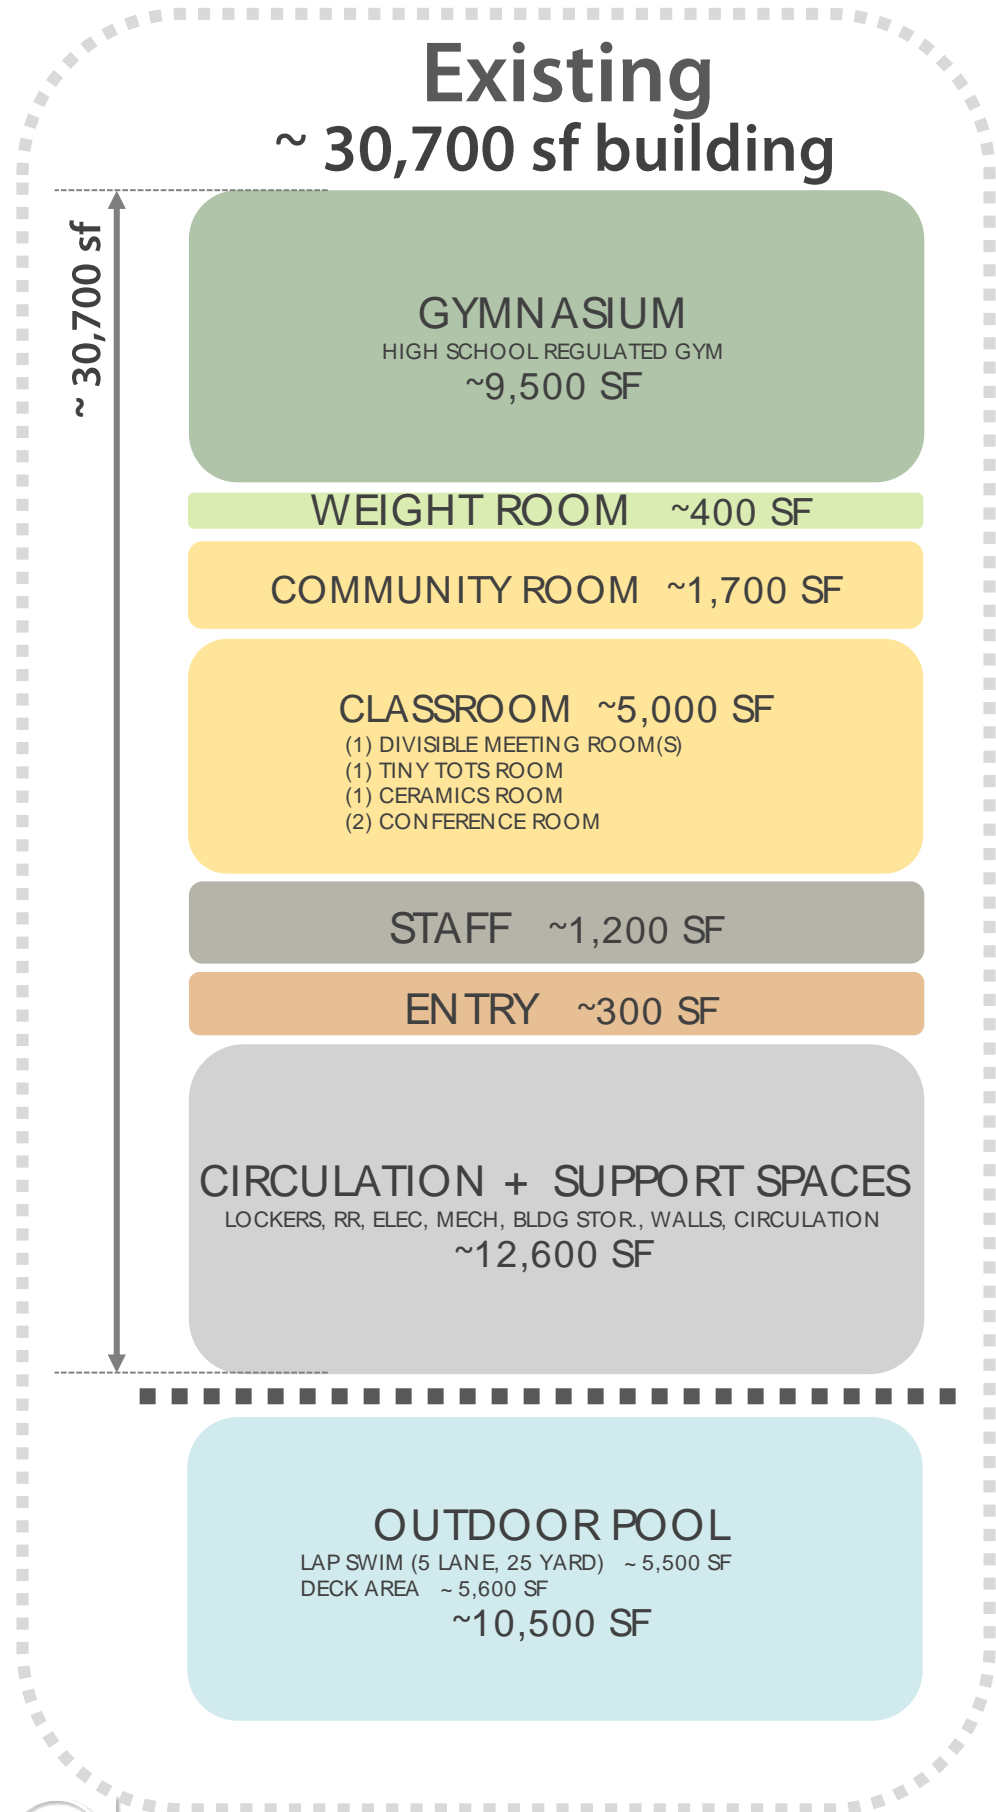 Existing
~ 30,700 sf building
~ 30,700 sf
GYMNASIUM
HIGH SCHOOL REGULATED GYM
~9,500 SF
WEIGHT ROOM ~400 SF
COMMUNITY ROOM ~1,700 SF
CLASSROOM ~5,000 SF
(1) DIVISIBLE MEETING ROOM(S)
(1) TINY TOTS ROOM
(1) CERAMICS ROOM
(2) CONFERENCE ROOM
STAFF ~1,200 SF
ENTRY ~300 SF
CIRCULATION + SUPPORT SPACES
LOCKERS, RR, ELEC, MECH, BLDG STOR., WALLS, CIRCULATION
~12,600 SF
OUTDOOR POOL
LAP SWIM (5 LANE, 25 YARD) ~ 5,500 SF
DECK AREA ~ 5,600 SF
~10,500 SF